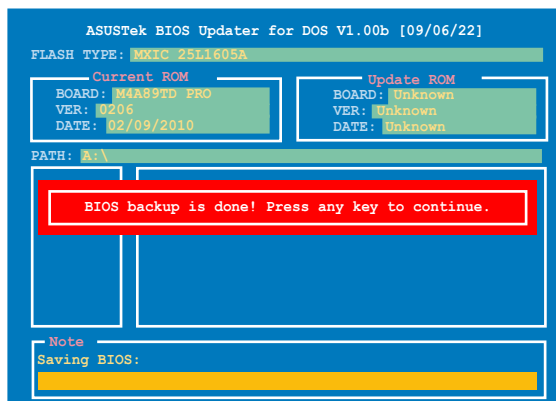 ASUSTek BIOS Updater for DOS V1.00b [09/06/22]
FLASH TYPE: MXIC 25L1605A
Current ROM
BOARD: M4A89TD PRO
VER: 0206
DATE: 02/09/2010
Update ROM
BOARD: Unknown
VER: Unknown
DATE: Unknown
PATH: A:\
BIOS backup is done! Press any key to continue.
Note
Saving BIOS: